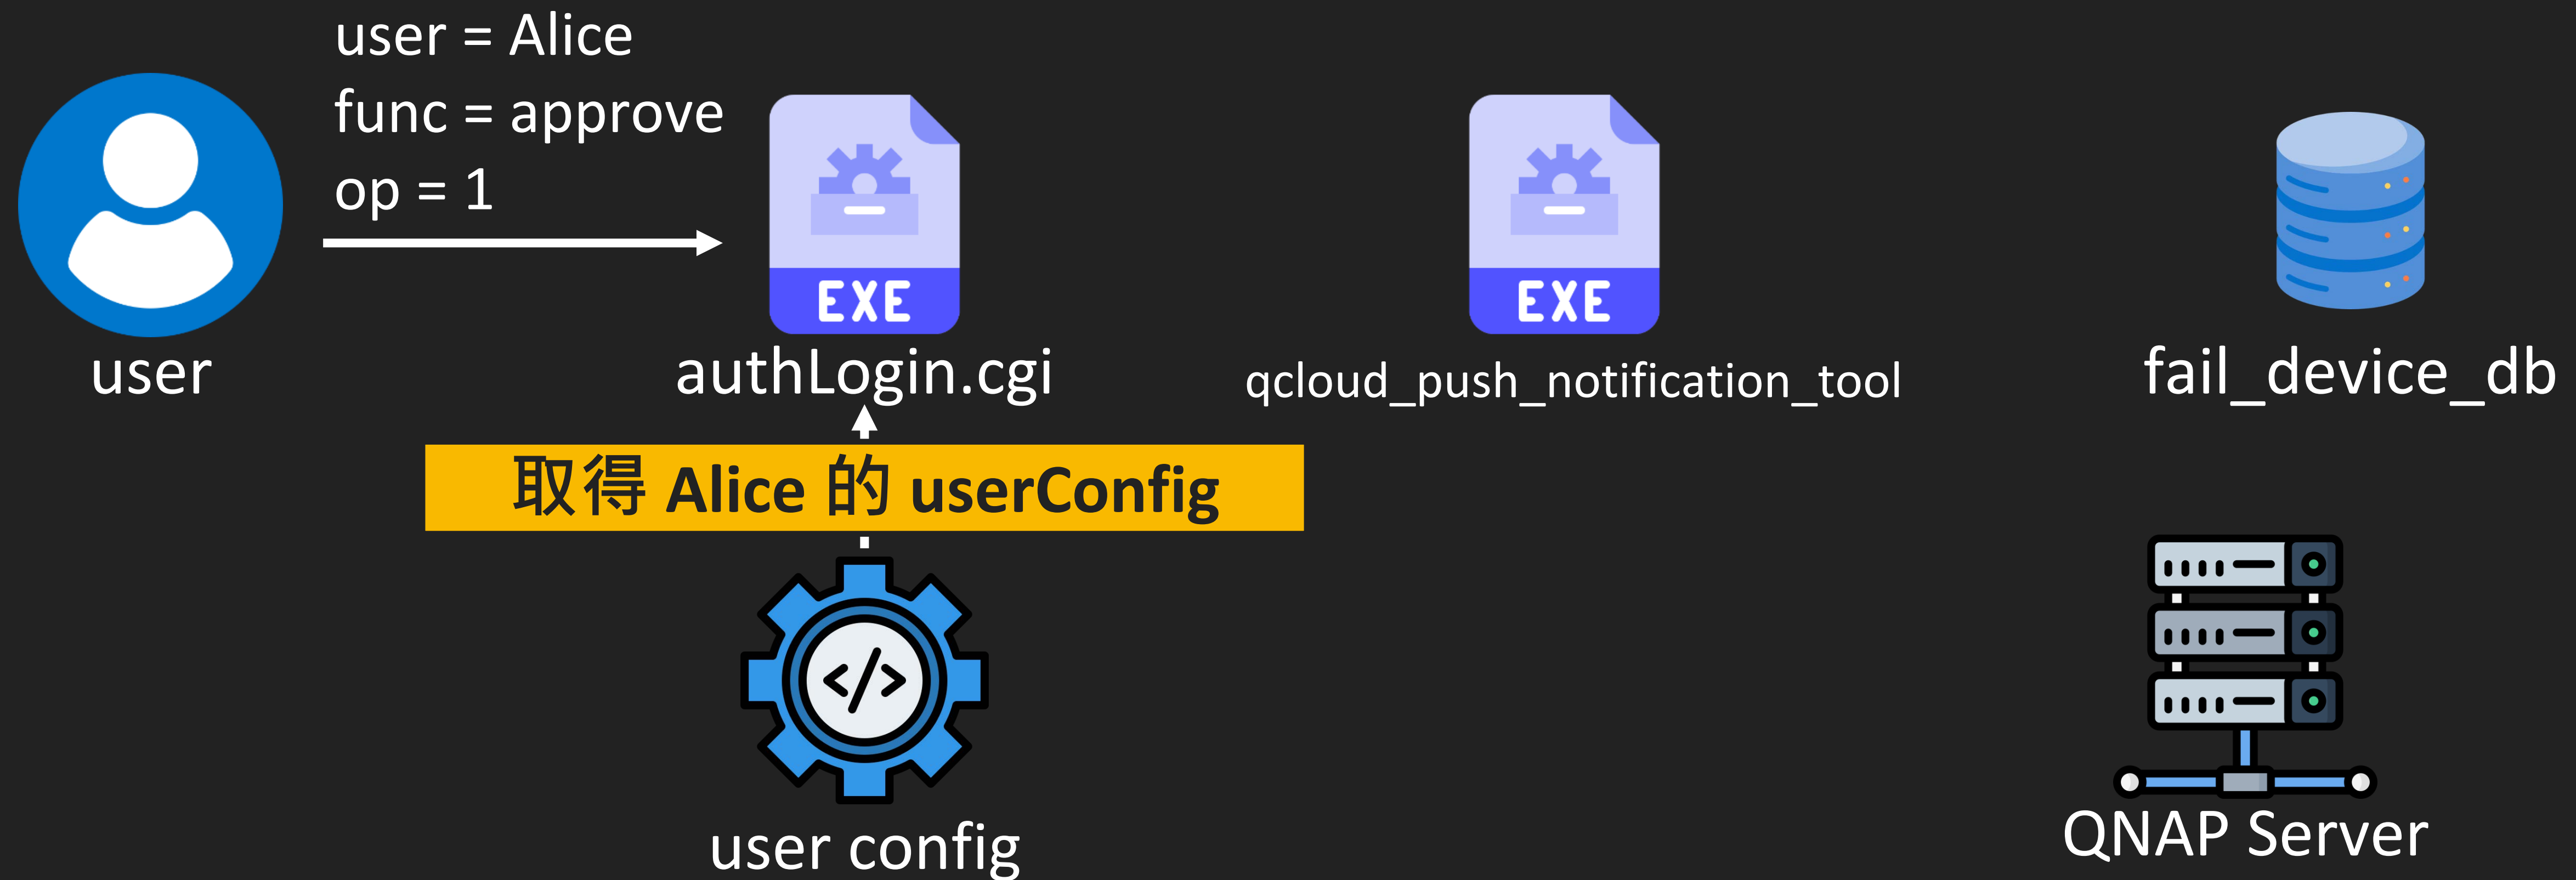 user = Alice
func = approve
op = 1
EXE
EXE
user
authLogin.cgi
qcloud_push_notification_tool
fail_device_db
取得 Alice 的 userConfig
</>
user config
QNAP Server